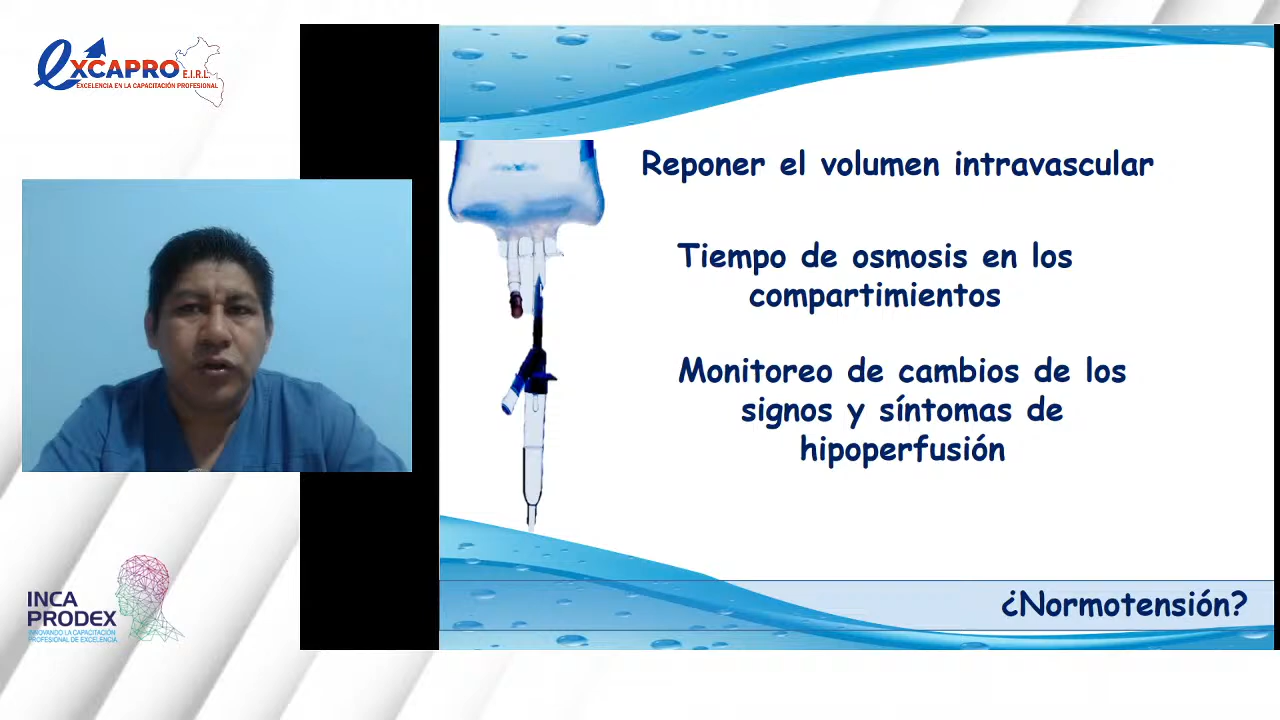 excapro E.I.R.L.
EXCELENCIA EN LA CAPACITACIÓN PROFESIONAL
Reponer el volumen intravascular
Tiempo de osmosis en los
compartimientos
Monitoreo de cambios de los
signos y síntomas de
hipoperfusión
¿Normotensión?
INCA
PRODEX
INNOVANDO LA CAPACITACIÓN
PROFESIONAL DE EXCELENCIA